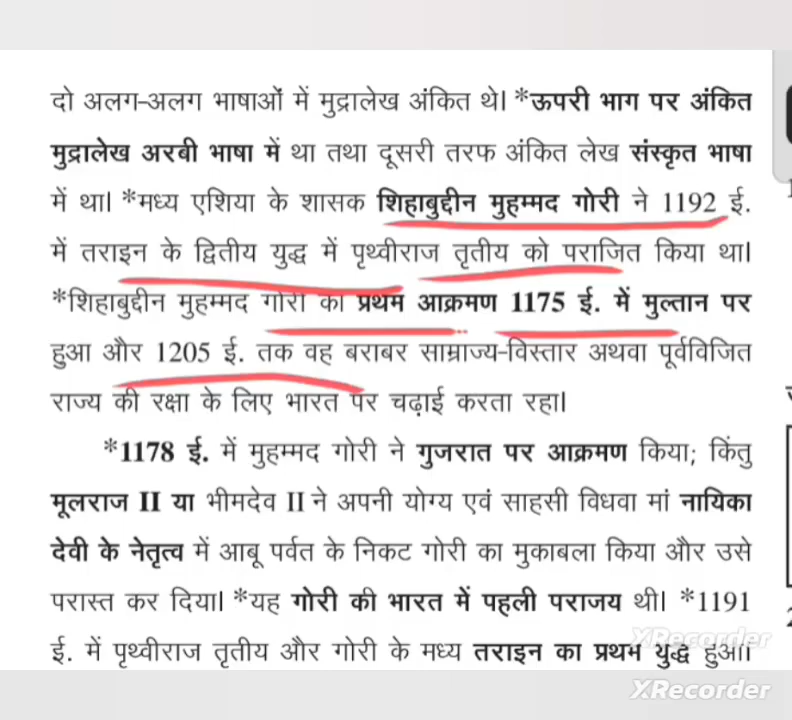 दो अलग-अलग भाषाओं में मुद्रालेख अंकित थे। *ऊपरी भाग पर अंकित
मुद्रालेख अरबी भाषा में था तथा दूसरी तरफ अंकित लेख संस्कृत भाषा
में था। *मध्य एशिया के शासक शिहाबुद्दीन मुहम्मद गोरी ने 1192 ई.
में तराइन के द्वितीय युद्ध में पृथ्वीराज तृतीय को पराजित किया था।
*शिहाबुद्दीन मुहम्मद गोरी का प्रथम आक्रमण 1175 ई. में मुल्तान पर
हुआ और 1205 ई. तक वह बराबर साम्राज्य-विस्तार अथवा पूर्वविजित
राज्य की रक्षा के लिए भारत पर चढ़ाई करता रहा।
*1178 ई. में मुहम्मद गोरी ने गुजरात पर आक्रमण किया; किंतु
मूलराज II या भीमदेव II ने अपनी योग्य एवं साहसी विधवा मां नायिका
देवी के नेतृत्व में आबू पर्वत के निकट गोरी का मुकाबला किया और उसे
परास्त कर दिया। *यह गोरी की भारत में पहली पराजय थी। *1191
ई. में पृथ्वीराज तृतीय और गोरी के मध्य तराइन का प्रथम युद्ध हुआ।
XRecorder
XRecorder